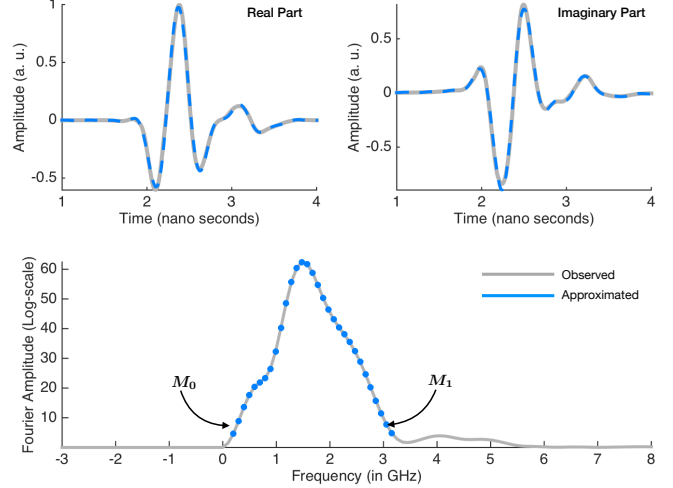 Real Part
Imaginary Part
1
0.5
0
-0.5
Amplitude (a. u.)
1
2
3
4
Time (nano seconds)
0.5
0
-0.5
Amplitude (a. u.)
1
2
3
4
Time (nano seconds)
60
50
40
30
20
10
Fourier Amplitude (Log-scale)
Observed
Approximated
M0
M1
-3
-2
-1
0
1
2
3
4
5
6
7
8
Frequency (in GHz)